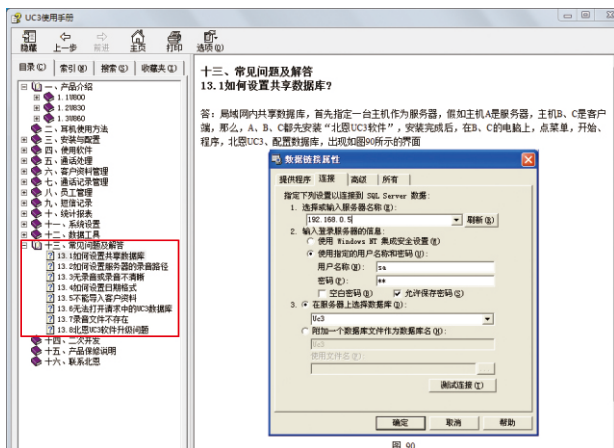 UC3使用手册
隐藏 上一步 前进 主页 打印 选项(O)
目录(C) 索引(N) 搜索(S) 收藏夹(I)
一、产品介绍
1.1U800
1.2U830
1.3U860
二、耳机使用方法
三、安装与配置
四、使用软件
五、通话处理
六、客户资料管理
七、通话记录管理
八、员工管理
九、短信记录
十、统计报表
十一、系统设置
十二、数据工具
十三、常见问题及解答
13.1如何设置共享数据库
13.2如何设置服务器的录音路径
13.3无录音或录音不清晰
13.4如何设置日期格式
13.5不能导入客户资料
13.6无法打开请求中的UC3数据库
13.7录音文件不存在
13.8北恩UC3软件升级问题
十四、二次开发
十五、产品保修说明
十六、联系北恩
十三、常见问题及解答
13.1如何设置共享数据库?
答：局域网内共享数据库，首先指定一台主机作为服务器，假如主机A是服务器，主机B、C是客户
端，那么，A、B、C都先安装“北恩UC3软件”，安装完成后，在B、C的电脑上，点菜单，开始、
程序，北恩UC3、配置数据库，出现如图90所示的界面
数据链接属性
提供程序 连接 高级 所有
指定下列设置以连接到 SQL Server 数据:
1. 选择或输入服务器名称(E):
192.168.0.5 刷新(R)
2. 输入登录服务器的信息:
使用 Windows NT 集成安全设置(W)
使用指定的用户名称和密码(U):
用户名称(N): sa
密码(P): **
空白密码(B) 允许保存密码(S)
3. 在服务器上选择数据库(D):
Uc3
附加一个数据库文件作为数据库名(H):
Uc3
使用文件名(F):
...
测试连接(T)
确定 取消 帮助
图 90